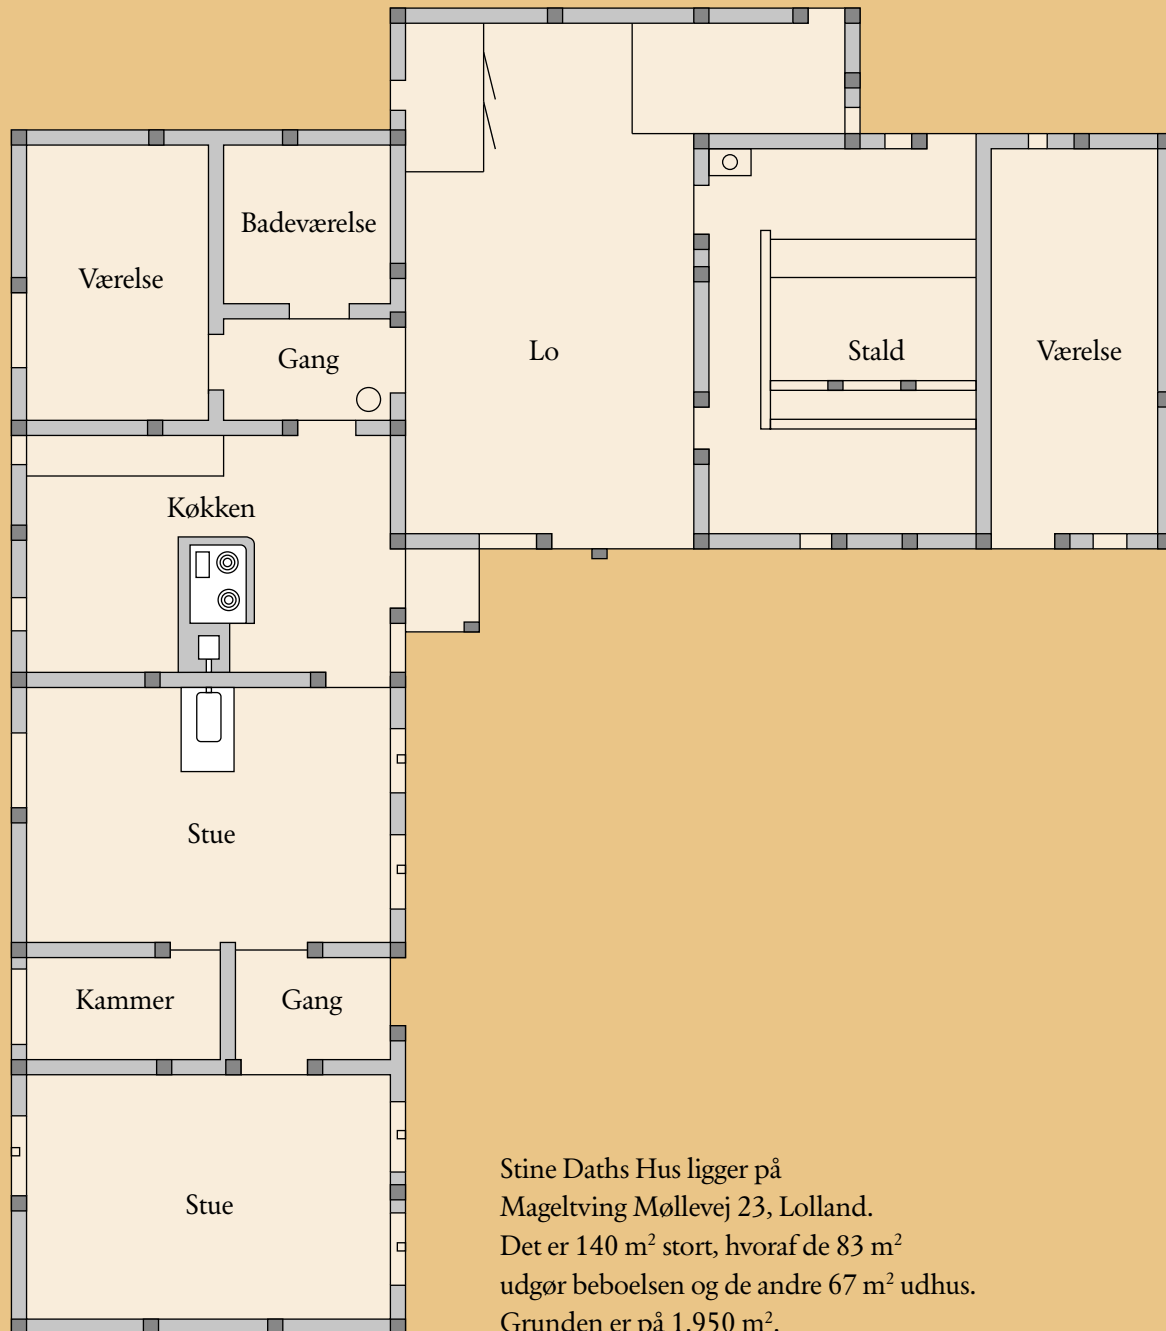 Badeværelse
Værelse
Gang
Lo
Stald
Værelse
Køkken
Stue
Kammer
Gang
Stue
Stine Daths Hus ligger på
Mageltving Møllevej 23, Lolland.
Det er 140 m² stort, hvoraf de 83 m²
udgør beboelsen og de andre 67 m² udhus.
Grunden er på 1.950 m².